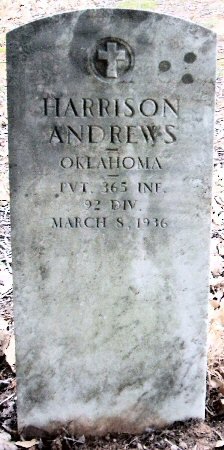 HARRISON
ANDREWS
OKLAHOMA
PVT. 365 INF.
92 DIV.
MARCH 8, 1936